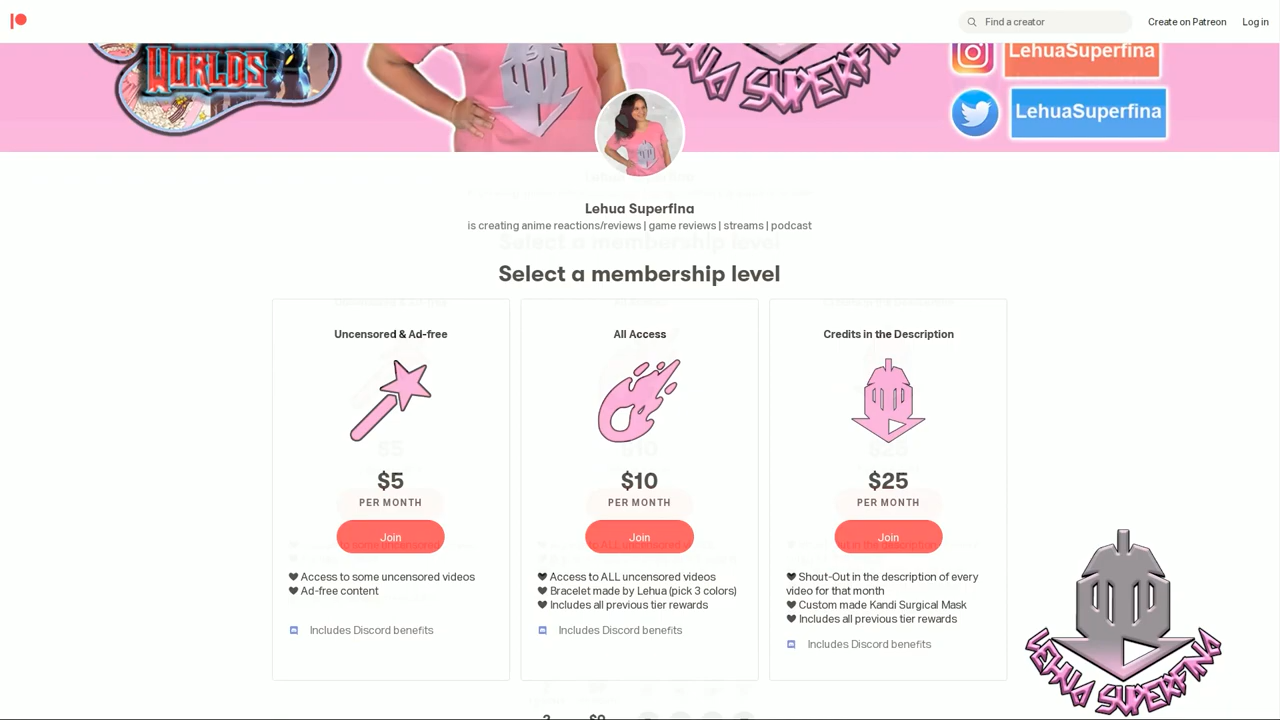 Find a creator
Create on Patreon
Log in
WORLDS
LEHUA SUPERFINA
LehuaSuperfina
LehuaSuperfina
Lehua Superfina
is creating anime reactions/reviews | game reviews | streams | podcast
Select a membership level
Uncensored & Ad-free
$5
PER MONTH
Join
♥ Access to some uncensored videos
♥ Ad-free content
Includes Discord benefits
All Access
$10
PER MONTH
Join
♥ Access to ALL uncensored videos
♥ Bracelet made by Lehua (pick 3 colors)
♥ Includes all previous tier rewards
Includes Discord benefits
Credits in the Description
$25
PER MONTH
Join
♥ Shout-Out in the description of every
video for that month
♥ Custom made Kandi Surgical Mask
♥ Includes all previous tier rewards
Includes Discord benefits
LEHUA SUPERFINA